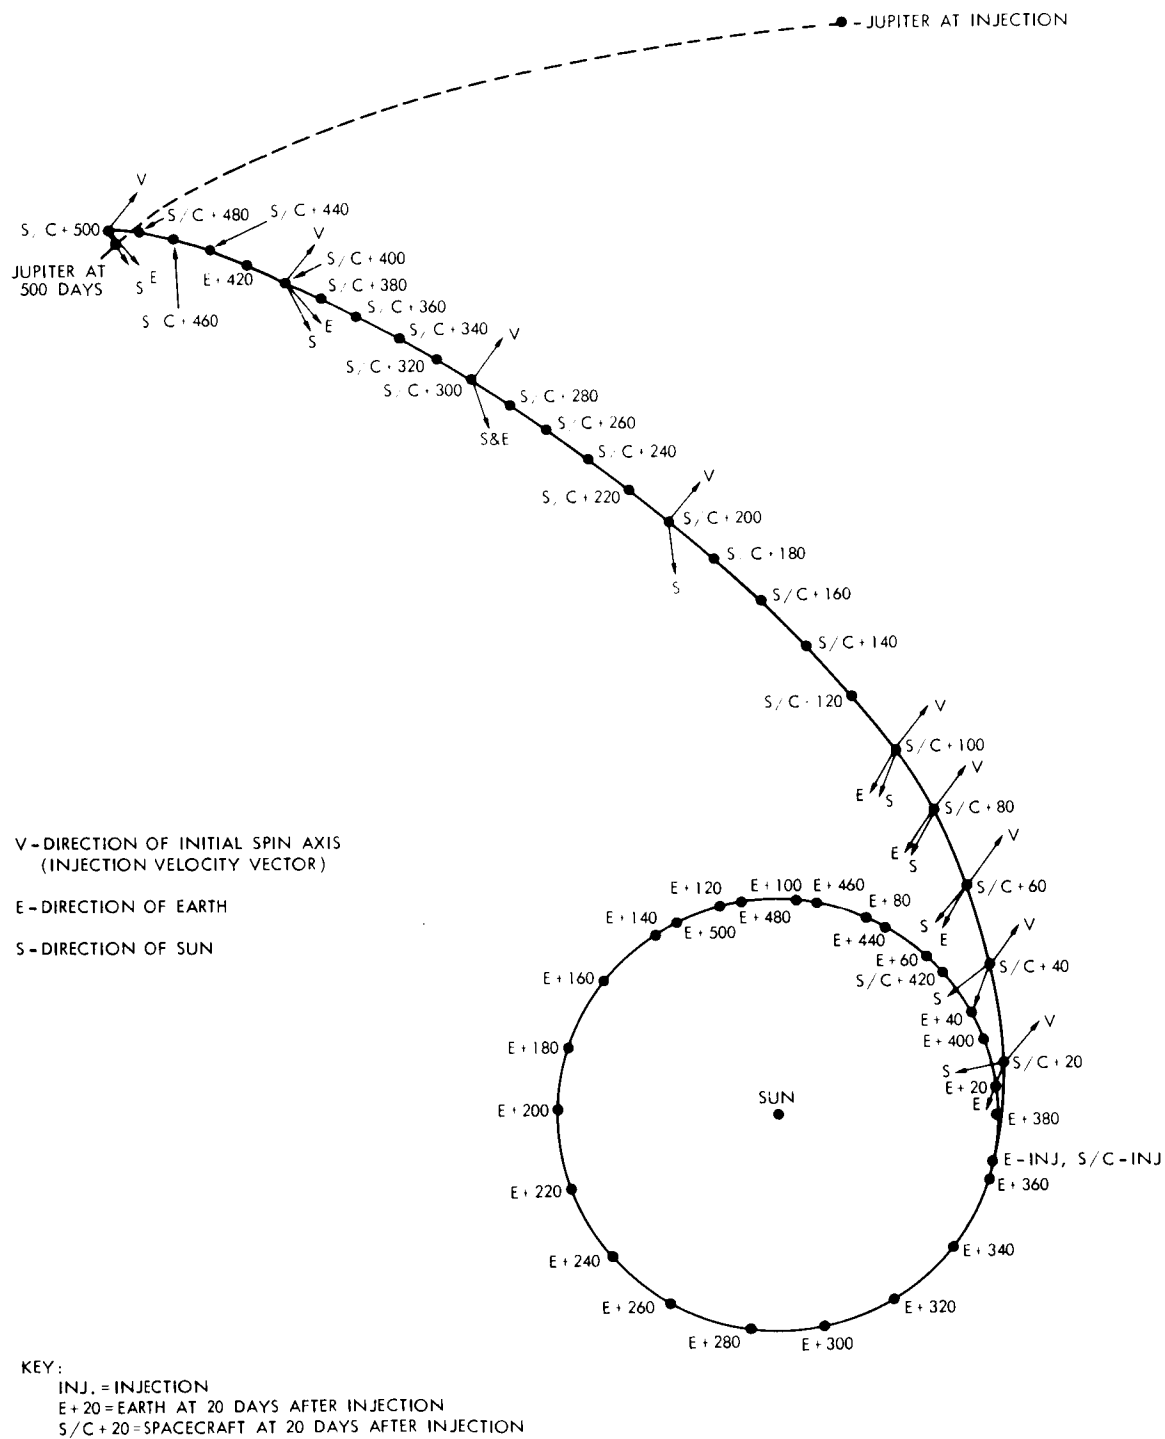 JUPITER AT INJECTION
V
S/C+500
S/C+480
S/C+440
V
S/C+400
JUPITER AT
500 DAYS
S
E
E+420
S/C+380
S C+460
S/C+360
E
S
S/C+340
V
S/C+320
S/C+300
S/C+280
S/C+260
S&E
S/C+240
V
S/C+220
S/C+200
S C+180
S
S/C+160
S/C+140
S/C+120
V
S/C+100
V
E
S
S/C+80
V-DIRECTION OF INITIAL SPIN AXIS
(INJECTION VELOCITY VECTOR)
V
E
S
S/C+60
E-DIRECTION OF EARTH
S-DIRECTION OF SUN
E+120
E+100
E+460
E+80
E+140
E+500
E+480
E+440
S
E
V
E+60
S/C+40
E+160
S/C+420
S
E+40
V
E+400
E+180
S/C+20
S
E+20
E
SUN
E+200
E+380
E-INJ, S/C-INJ
E+360
E+220
E+340
E+240
E+260
E+320
E+280
E+300
KEY:
INJ.=INJECTION
E+20=EARTH AT 20 DAYS AFTER INJECTION
S/C+20=SPACECRAFT AT 20 DAYS AFTER INJECTION